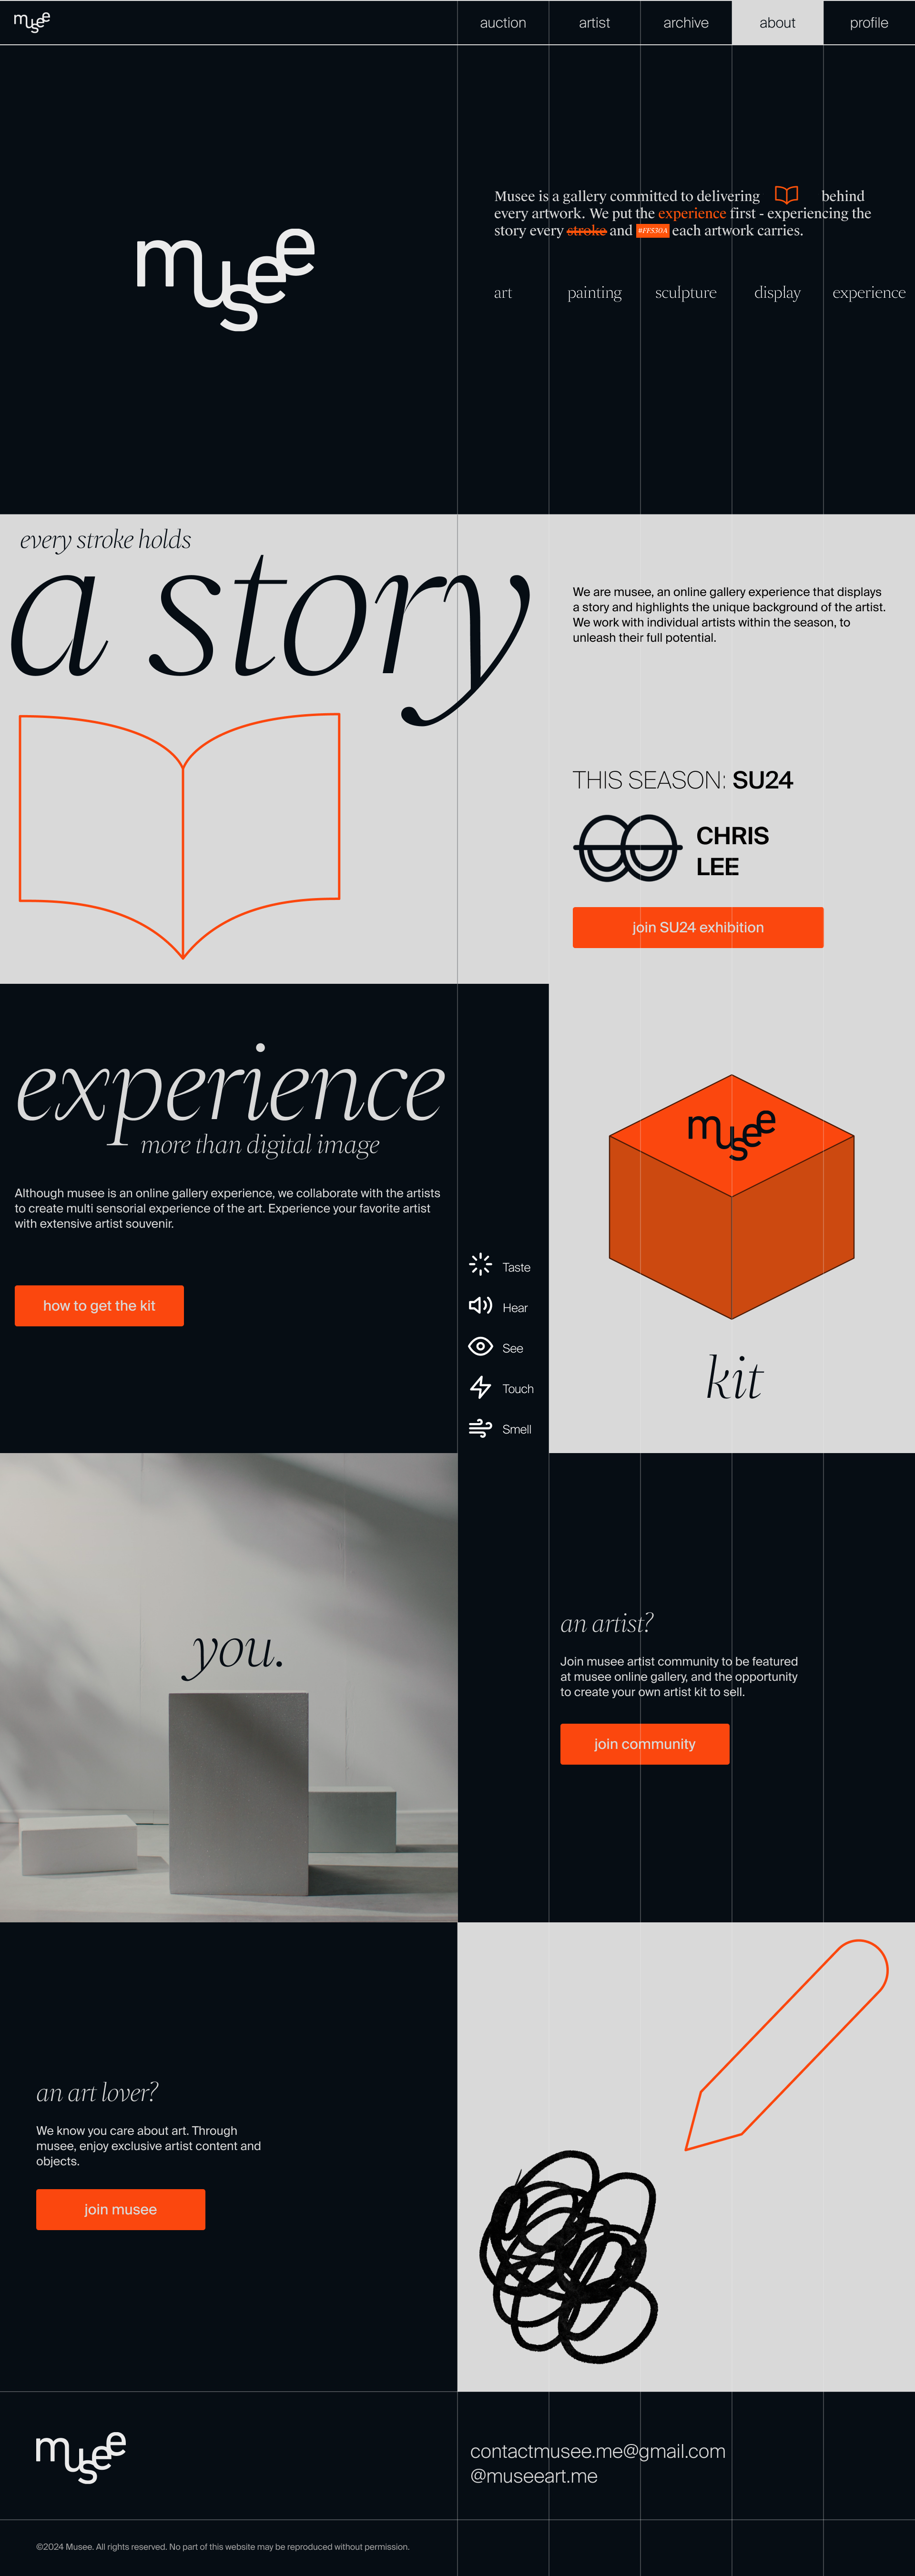 musee
auction artist archive about profile
musee
Musee is a gallery committed to delivering behind
every artwork. We put the experience first - experiencing the
story every stroke and #FF530A each artwork carries.
art painting sculpture display experience
every stroke holds
a story
We are musee, an online gallery experience that displays
a story and highlights the unique background of the artist.
We work with individual artists within the season, to
unleash their full potential.
THIS SEASON: SU24
CHRIS
LEE
join SU24 exhibition
experience
more than digital image
Although musee is an online gallery experience, we collaborate with the artists
to create multi sensorial experience of the art. Experience your favorite artist
with extensive artist souvenir.
how to get the kit
Taste
Hear
See
Touch
Smell
musee
kit
you.
an artist?
Join musee artist community to be featured
at musee online gallery, and the opportunity
to create your own artist kit to sell.
join community
an art lover?
We know you care about art. Through
musee, enjoy exclusive artist content and
objects.
join musee
musee
contactmusee.me@gmail.com
@museeart.me
©2024 Musee. All rights reserved. No part of this website may be reproduced without permission.